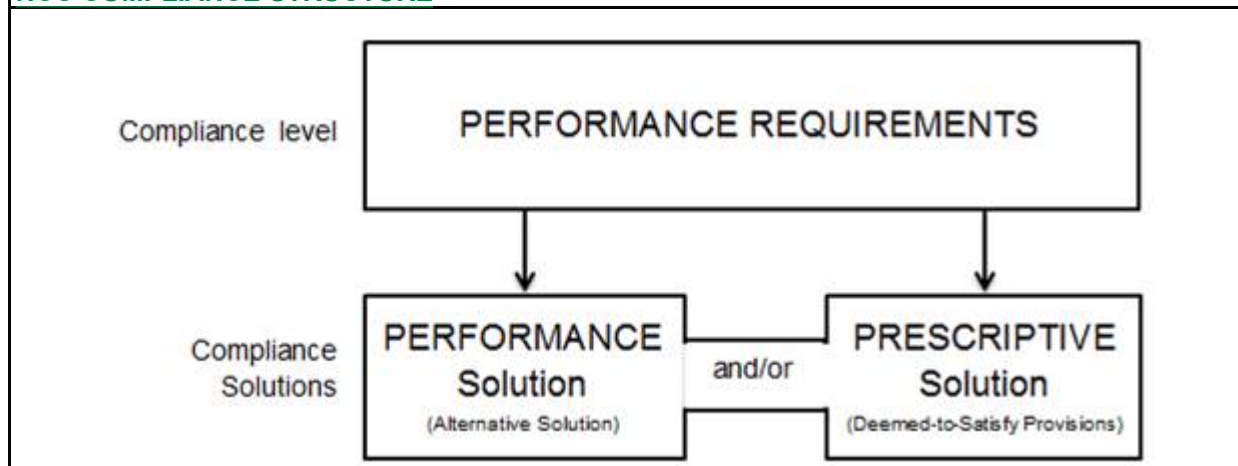 Compliance level
PERFORMANCE REQUIREMENTS
Compliance
Solutions
PERFORMANCE
Solution
(Alternative Solution)
and/or
PRESCRIPTIVE
Solution
(Deemed-to-Satisfy Provisions)